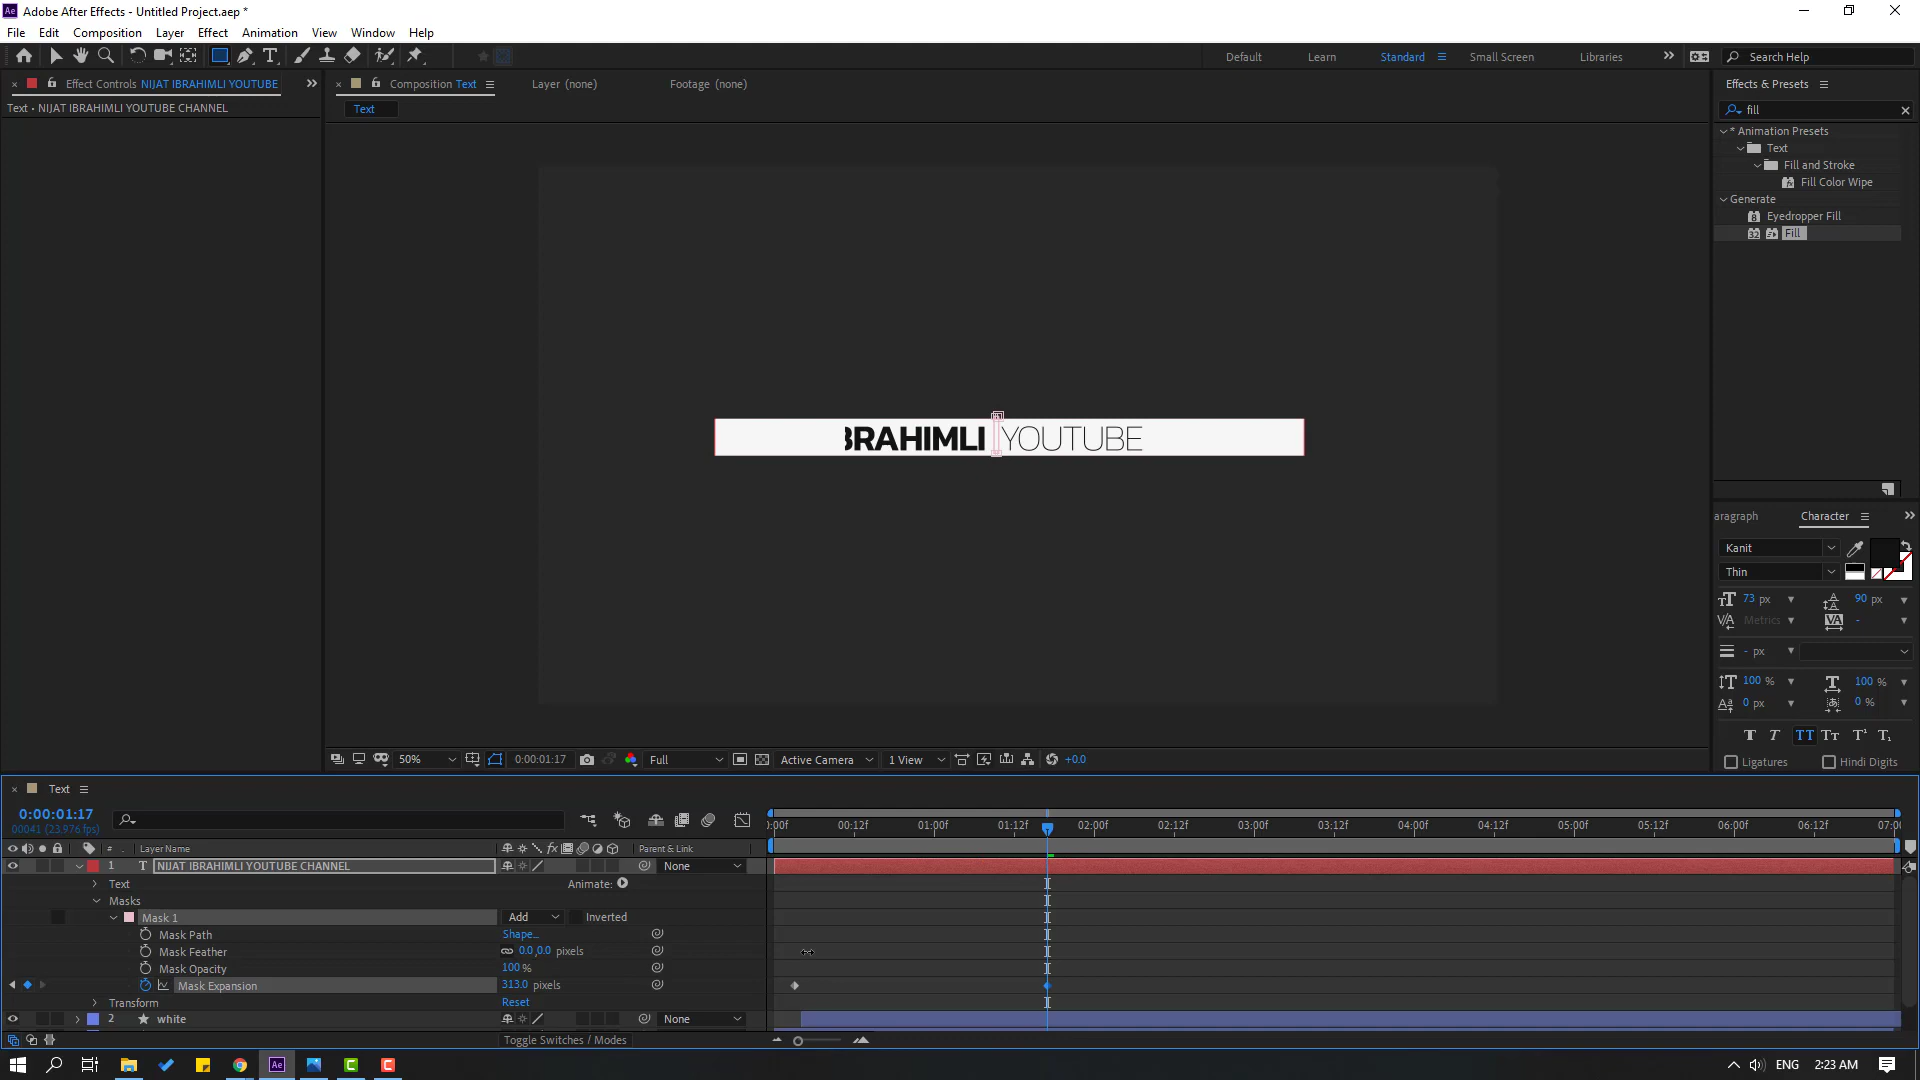 Adobe After Effects - Untitled Project.aep *
File Edit Composition Layer Effect Animation View Window Help
Default Learn Standard Small Screen Libraries Search Help
Effect Controls NIJAT IBRAHIMLI YOUTUBE
Composition Text Layer (none) Footage (none)
Effects & Presets
Text • NIJAT IBRAHIMLI YOUTUBE CHANNEL
Text
fill
* Animation Presets
Text
Fill and Stroke
Fill Color Wipe
Generate
Eyedropper Fill
Fill
BRAHIMLI YOUTUBE
aragraph Character
Kanit
Thin
73 px 90 px
Metrics
- px
100 % 100 %
0 px 0 %
Ligatures Hindi Digits
50% 0:00:01:17 Full Active Camera 1 View +0.0
Text
0:00:01:17
00041 (23.976 fps)
):00f 00:12f 01:00f 01:12f 02:00f 02:12f 03:00f 03:12f 04:00f 04:12f 05:00f 05:12f 06:00f 06:12f 07:0(
# Layer Name Parent & Link
1 T NIJAT IBRAHIMLI YOUTUBE CHANNEL None
Text Animate:
Masks
Mask 1 Add Inverted
Mask Path Shape...
Mask Feather 0.0,0.0 pixels
Mask Opacity 100 %
Mask Expansion 313.0 pixels
Transform Reset
2 white None
Toggle Switches / Modes
ENG 2:23 AM